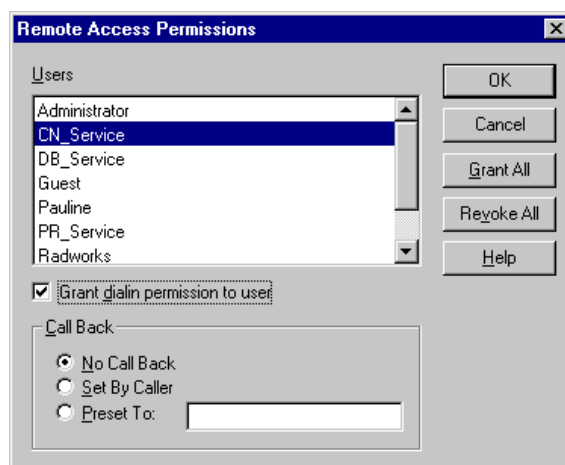 Remote Access Permissions
Users
Administrator
CN_Service
DB_Service
Guest
Pauline
PR_Service
Radworks
OK
Cancel
Grant All
Revoke All
Help
Grant dialin permission to user
Call Back
No Call Back
Set By Caller
Preset To: